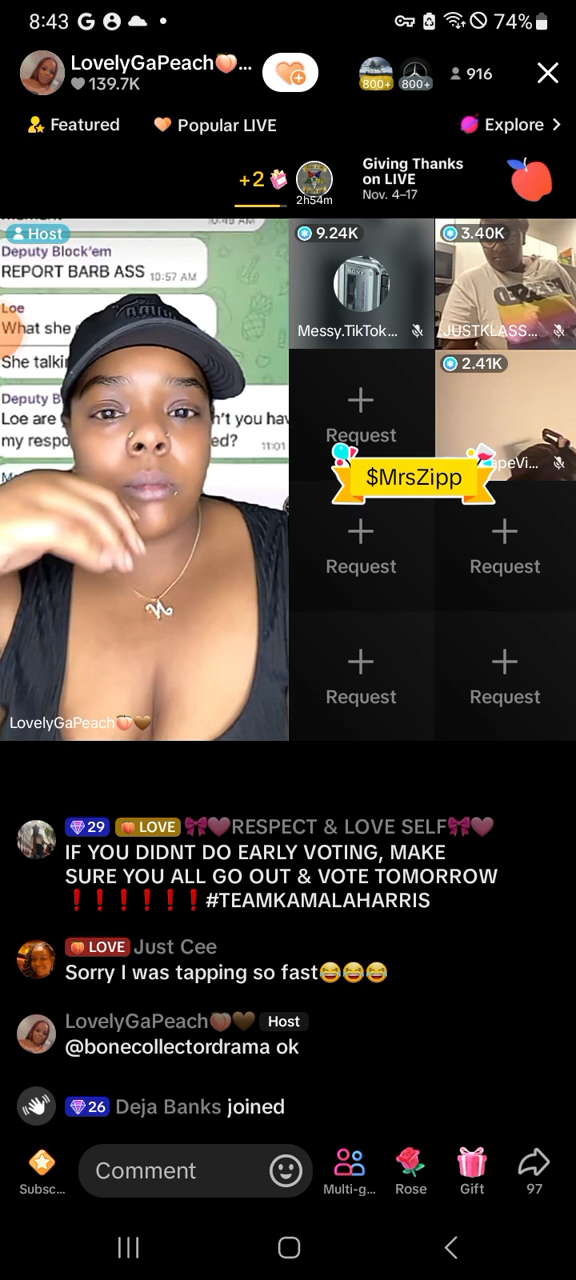 8:43
74%
LovelyGaPeach🍑...
139.7K
800+
800+
916
Featured
Popular LIVE
Explore
+2
2h54m
Giving Thanks
on LIVE
Nov. 4–17
Host
Deputy Block'em
REPORT BARB ASS 10:57 AM
Loe
What she
She talki
Deputy B
Loe are
my respo
n't you hav
ed?
11:01
9.24K
Messy.TikTok...
3.40K
JUSTKLASS...
2.41K
apeVi...
Request
$MrsZipp
Request
Request
Request
Request
LovelyGaPeach🍑🤎
29 🍑 LOVE 🎀💗RESPECT & LOVE SELF🎀💗
IF YOU DIDNT DO EARLY VOTING, MAKE
SURE YOU ALL GO OUT & VOTE TOMORROW
❗❗❗❗❗❗#TEAMKAMALAHARRIS
🍑 LOVE Just Cee
Sorry I was tapping so fast😂😂😂
LovelyGaPeach🍑🤎 Host
@bonecollectordrama ok
26 Deja Banks joined
Subsc...
Comment
Multi-g...
Rose
Gift
97